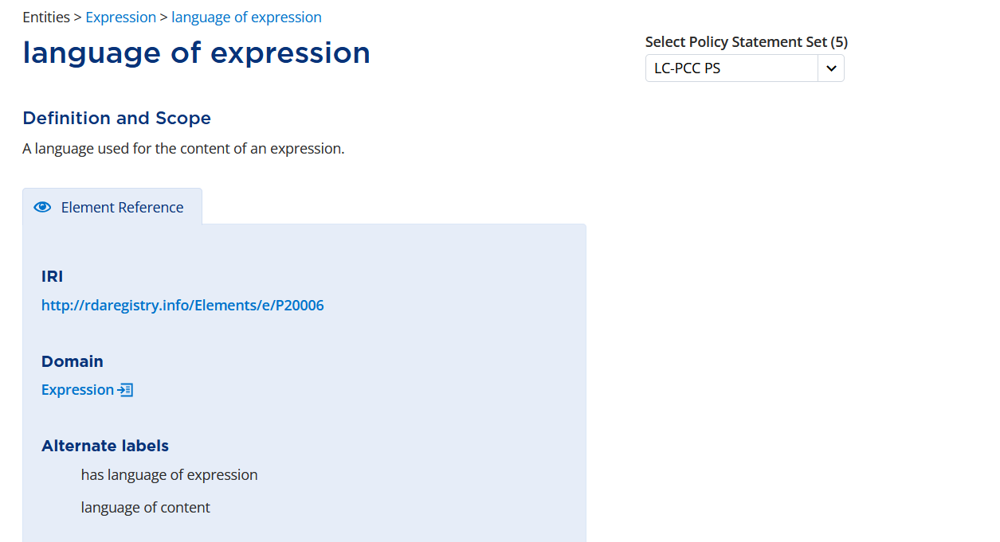 Entities > Expression > language of expression
language of expression
Select Policy Statement Set (5)
LC-PCC PS
Definition and Scope
A language used for the content of an expression.
Element Reference
IRI
http://rdaregistry.info/Elements/e/P20006
Domain
Expression
Alternate labels
has language of expression
language of content